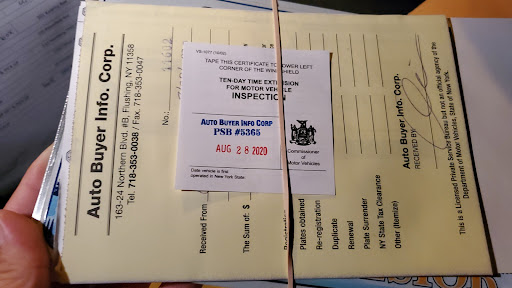 Auto Buyer Info. Corp.
163-24 Northern Blvd, #B, Flushing, NY 11358
Tel. 718-353-0038 / Fax. 718-353-0047
No.:
Received From
The Sum of: $
Plates obtained
Re-registration
Duplicate
Renewal
Plate Surrender
NY State Tax Clearance
Other (Itemize)
Auto Buyer Info. Corp.
RECEIVED BY:
This is a Licensed Private Service Bureau but not an official agency of the
Department of Motor Vehicles, State of New York.
TAPE THIS CERTIFICATE TO LOWER LEFT
CORNER OF THE WINDSHIELD
TEN-DAY TIME EXTENSION
FOR MOTOR VEHICLE
INSPECTION
AUTO BUYER INFO CORP
PSB #5365
AUG 28 2020
Commissioner
of
Motor Vehicles
Date vehicle is first
operated in New York State.